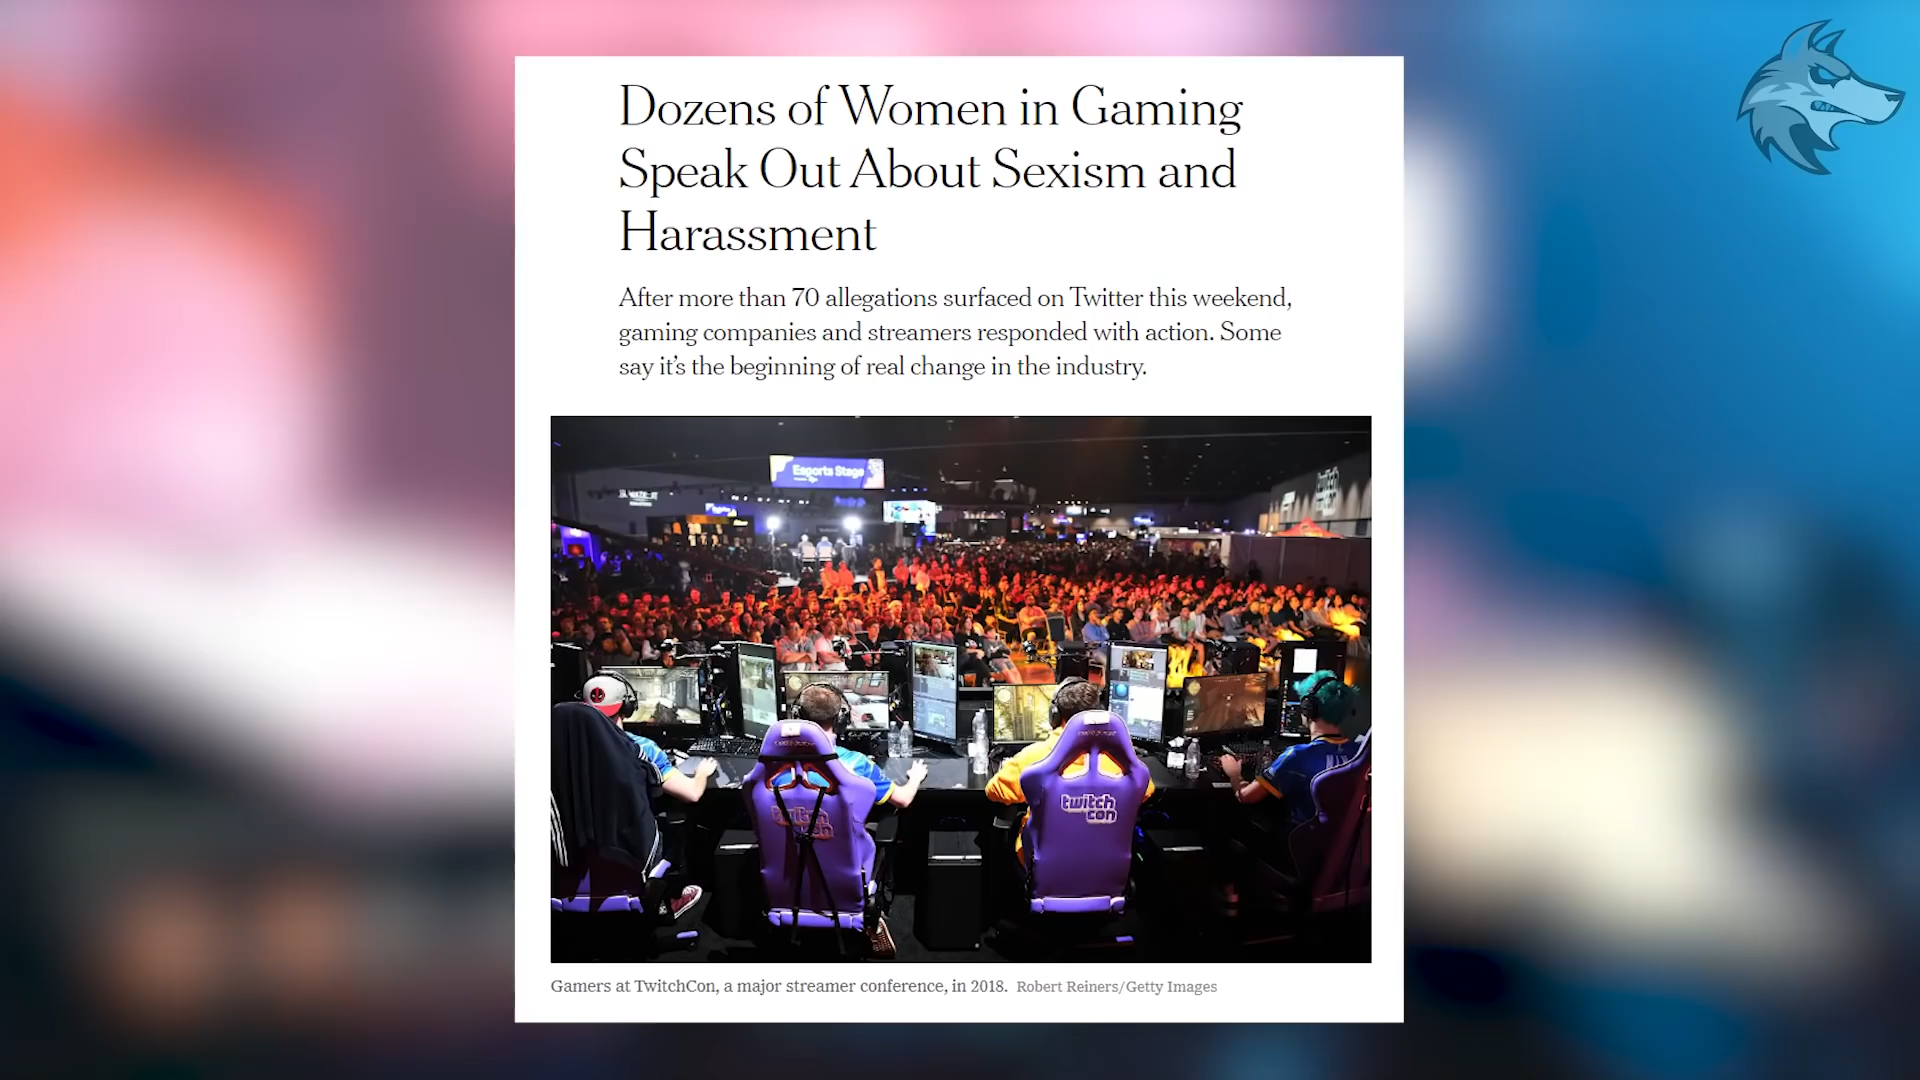 Dozens of Women in Gaming
Speak Out About Sexism and
Harassment
After more than 70 allegations surfaced on Twitter this weekend,
gaming companies and streamers responded with action. Some
say it's the beginning of real change in the industry.
Esports Stage
twitch
con
twitch
con
Gamers at TwitchCon, a major streamer conference, in 2018. Robert Reiners/Getty Images